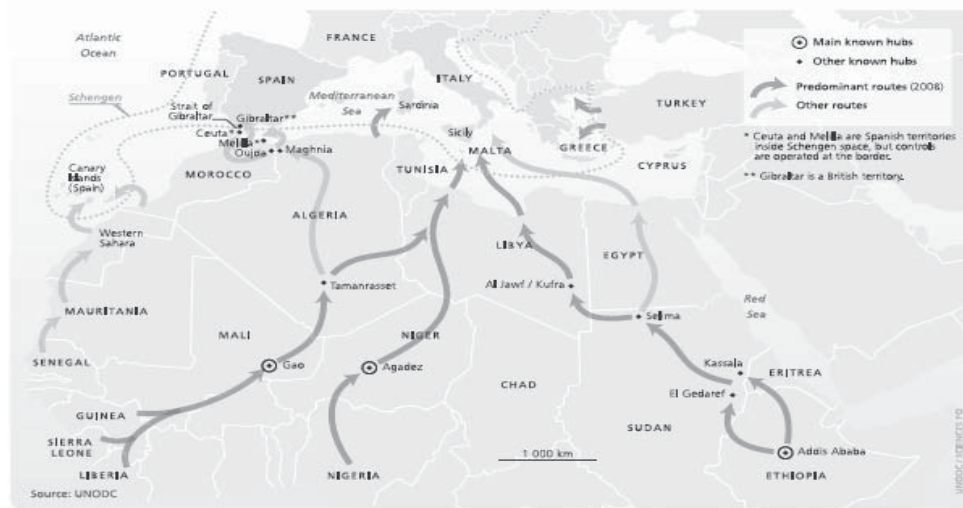 Atlantic
Ocean
FRANCE
PORTUGAL
SPAIN
ITALY
Schengen
Strait of
Gibraltar
Gibraltar**
Ceuta*
Melilla*
Oujda
Maghnia
Mediterranean
Sea
Sardinia
Sicily
MALTA
GREECE
TURKEY
CYPRUS
Canary
Islands
(Spain)
MOROCCO
TUNISIA
ALGERIA
Western
Sahara
LIBYA
EGYPT
Tamanrasset
Al Jawf / Kufra
Selima
Red
Sea
MAURITANIA
MALI
NIGER
SENEGAL
Gao
Agadez
CHAD
Kassala
ERITREA
El Gedaref
GUINEA
SIERRA
LEONE
LIBERIA
NIGERIA
SUDAN
Addis Ababa
ETHIOPIA
1 000 km
Source: UNODC
Main known hubs
Other known hubs
Predominant routes (2008)
Other routes
* Ceuta and Melilla are Spanish territories
inside Schengen space, but controls
are operated at the border.
** Gibraltar is a British territory.
UNODC / SCIENCES PO